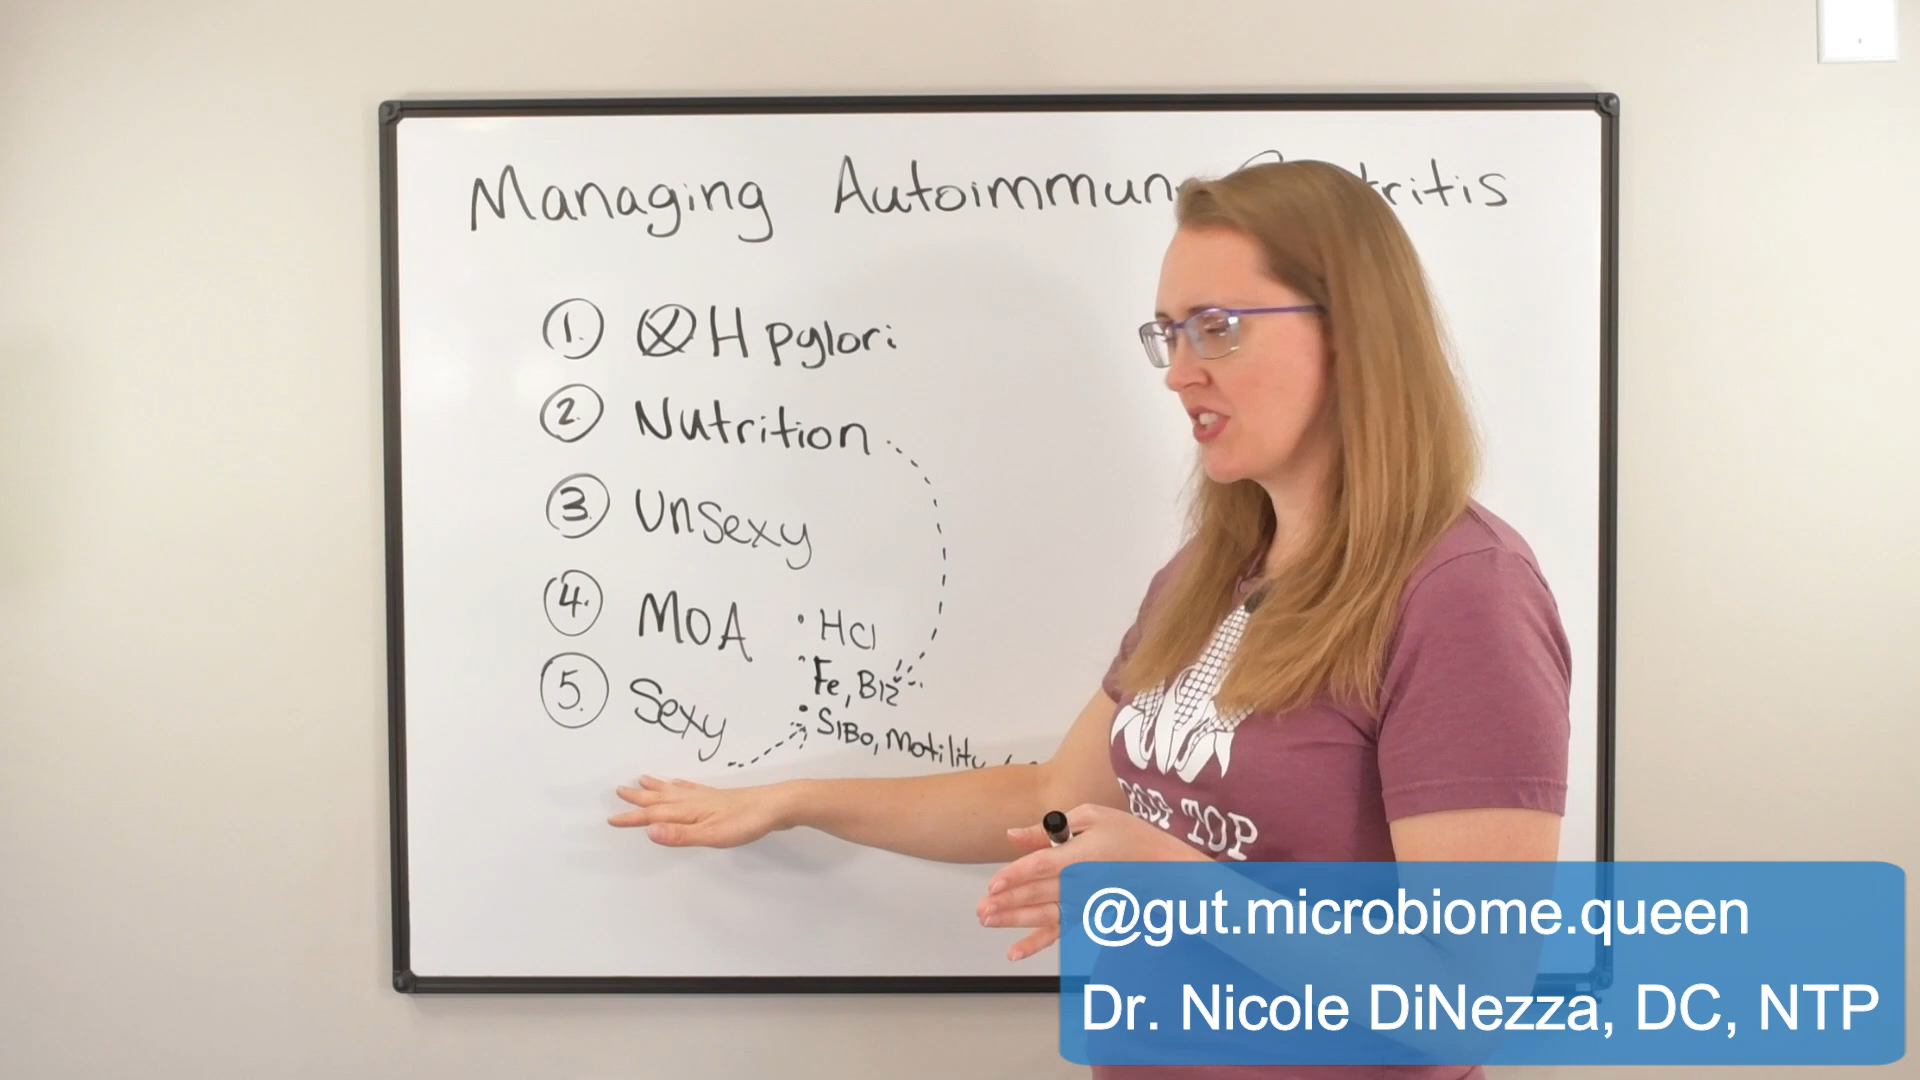 Managing Autoimmun tritis
1. H pylori
2. Nutrition
3. Unsexy
4. MOA • HCl
• Fe, B12
5. Sexy
• SIBO, Motility
TOP
@gut.microbiome.queen
Dr. Nicole DiNezza, DC, NTP